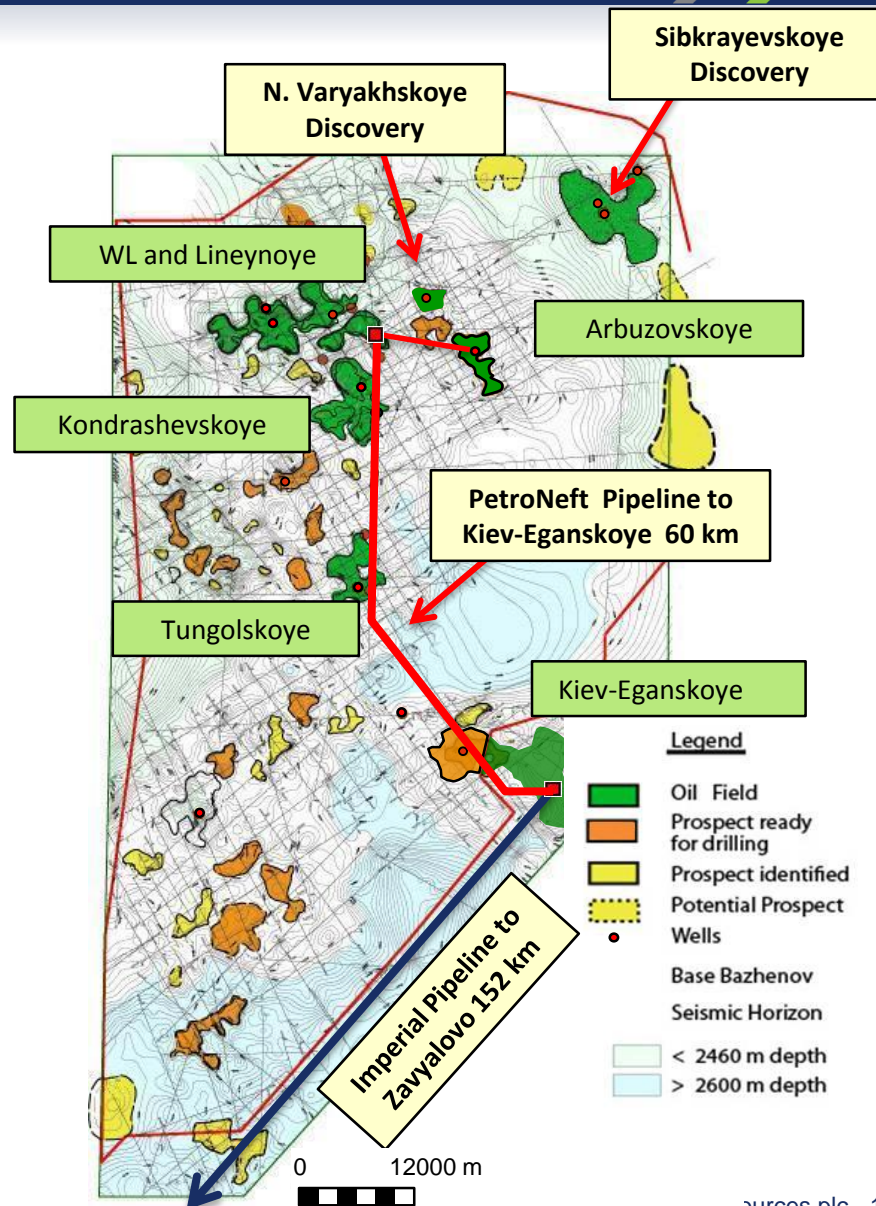 Sibkrayevskoye
Discovery
N. Varyakhskoye
Discovery
WL and Lineynoye
Arbuzovskoye
Kondrashevskoye
PetroNeft Pipeline to
Kiev-Eganskoye 60 km
Tungolskoye
Kiev-Eganskoye
Legend
Oil Field
Prospect ready
for drilling
Prospect identified
Potential Prospect
Wells
Base Bazhenov
Seismic Horizon
< 2460 m depth
> 2600 m depth
Imperial Pipeline to
Zavyalovo 152 km
0 12000 m